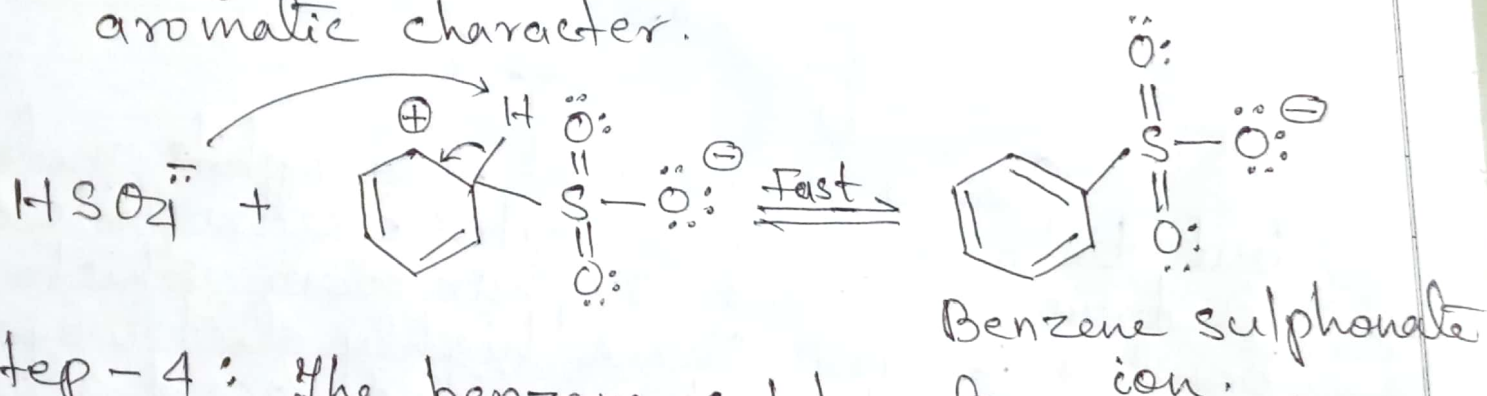 aromatic character.
HSO4⁻ + ⊕ H :O: S – O: ⊖ :O: Fast ⇌ :O: S – O: ⊖ :O:
Benzene sulphonate
ion.
tep – 4 : The